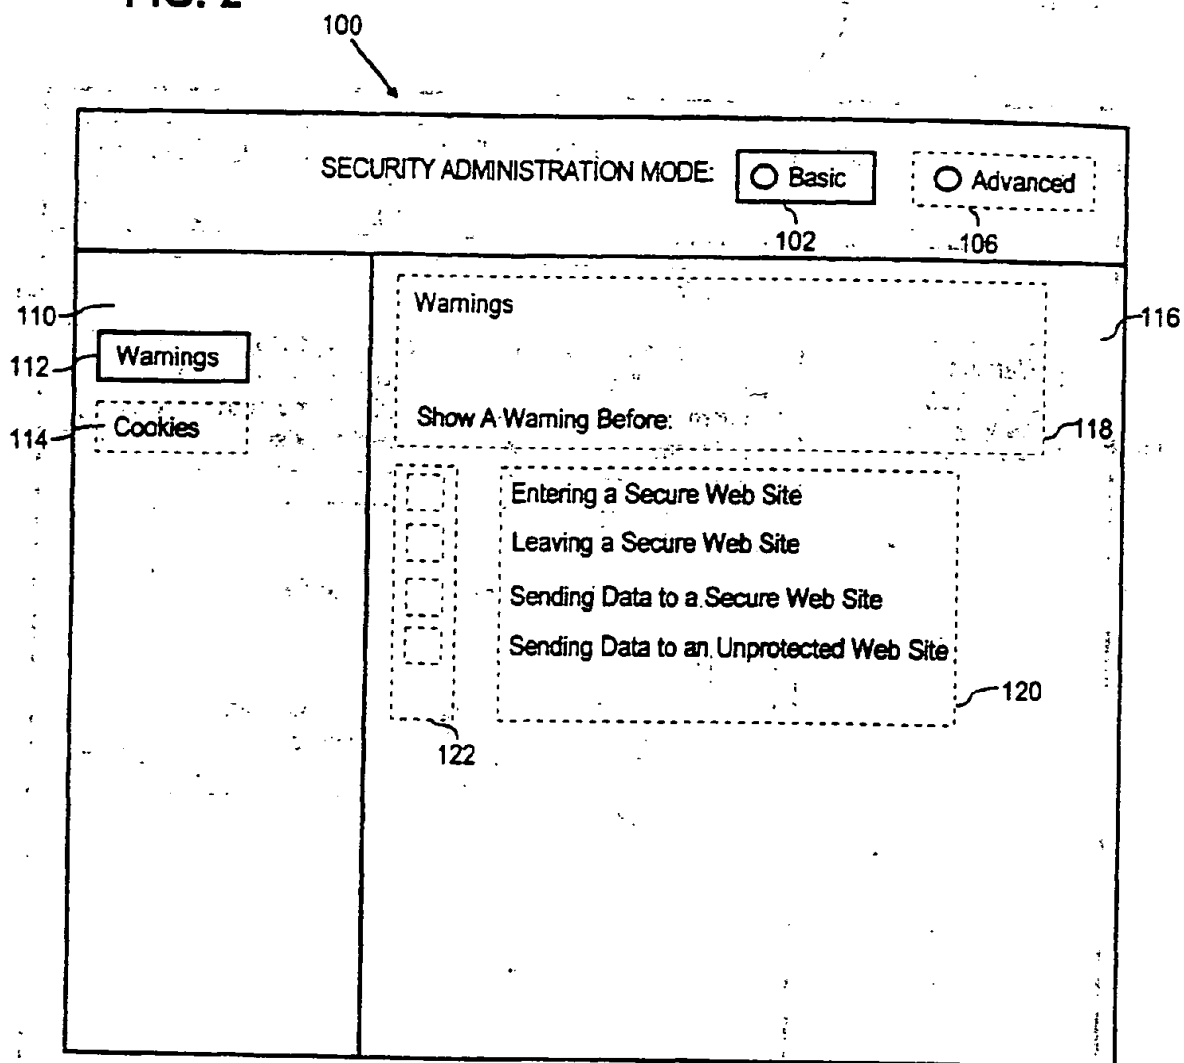 FIG. 2
100
SECURITY ADMINISTRATION MODE: Basic Advanced
102 106
110
112 Warnings
114 Cookies
Warnings
116
Show A Warning Before:
118
Entering a Secure Web Site
Leaving a Secure Web Site
Sending Data to a Secure Web Site
Sending Data to an Unprotected Web Site
120
122